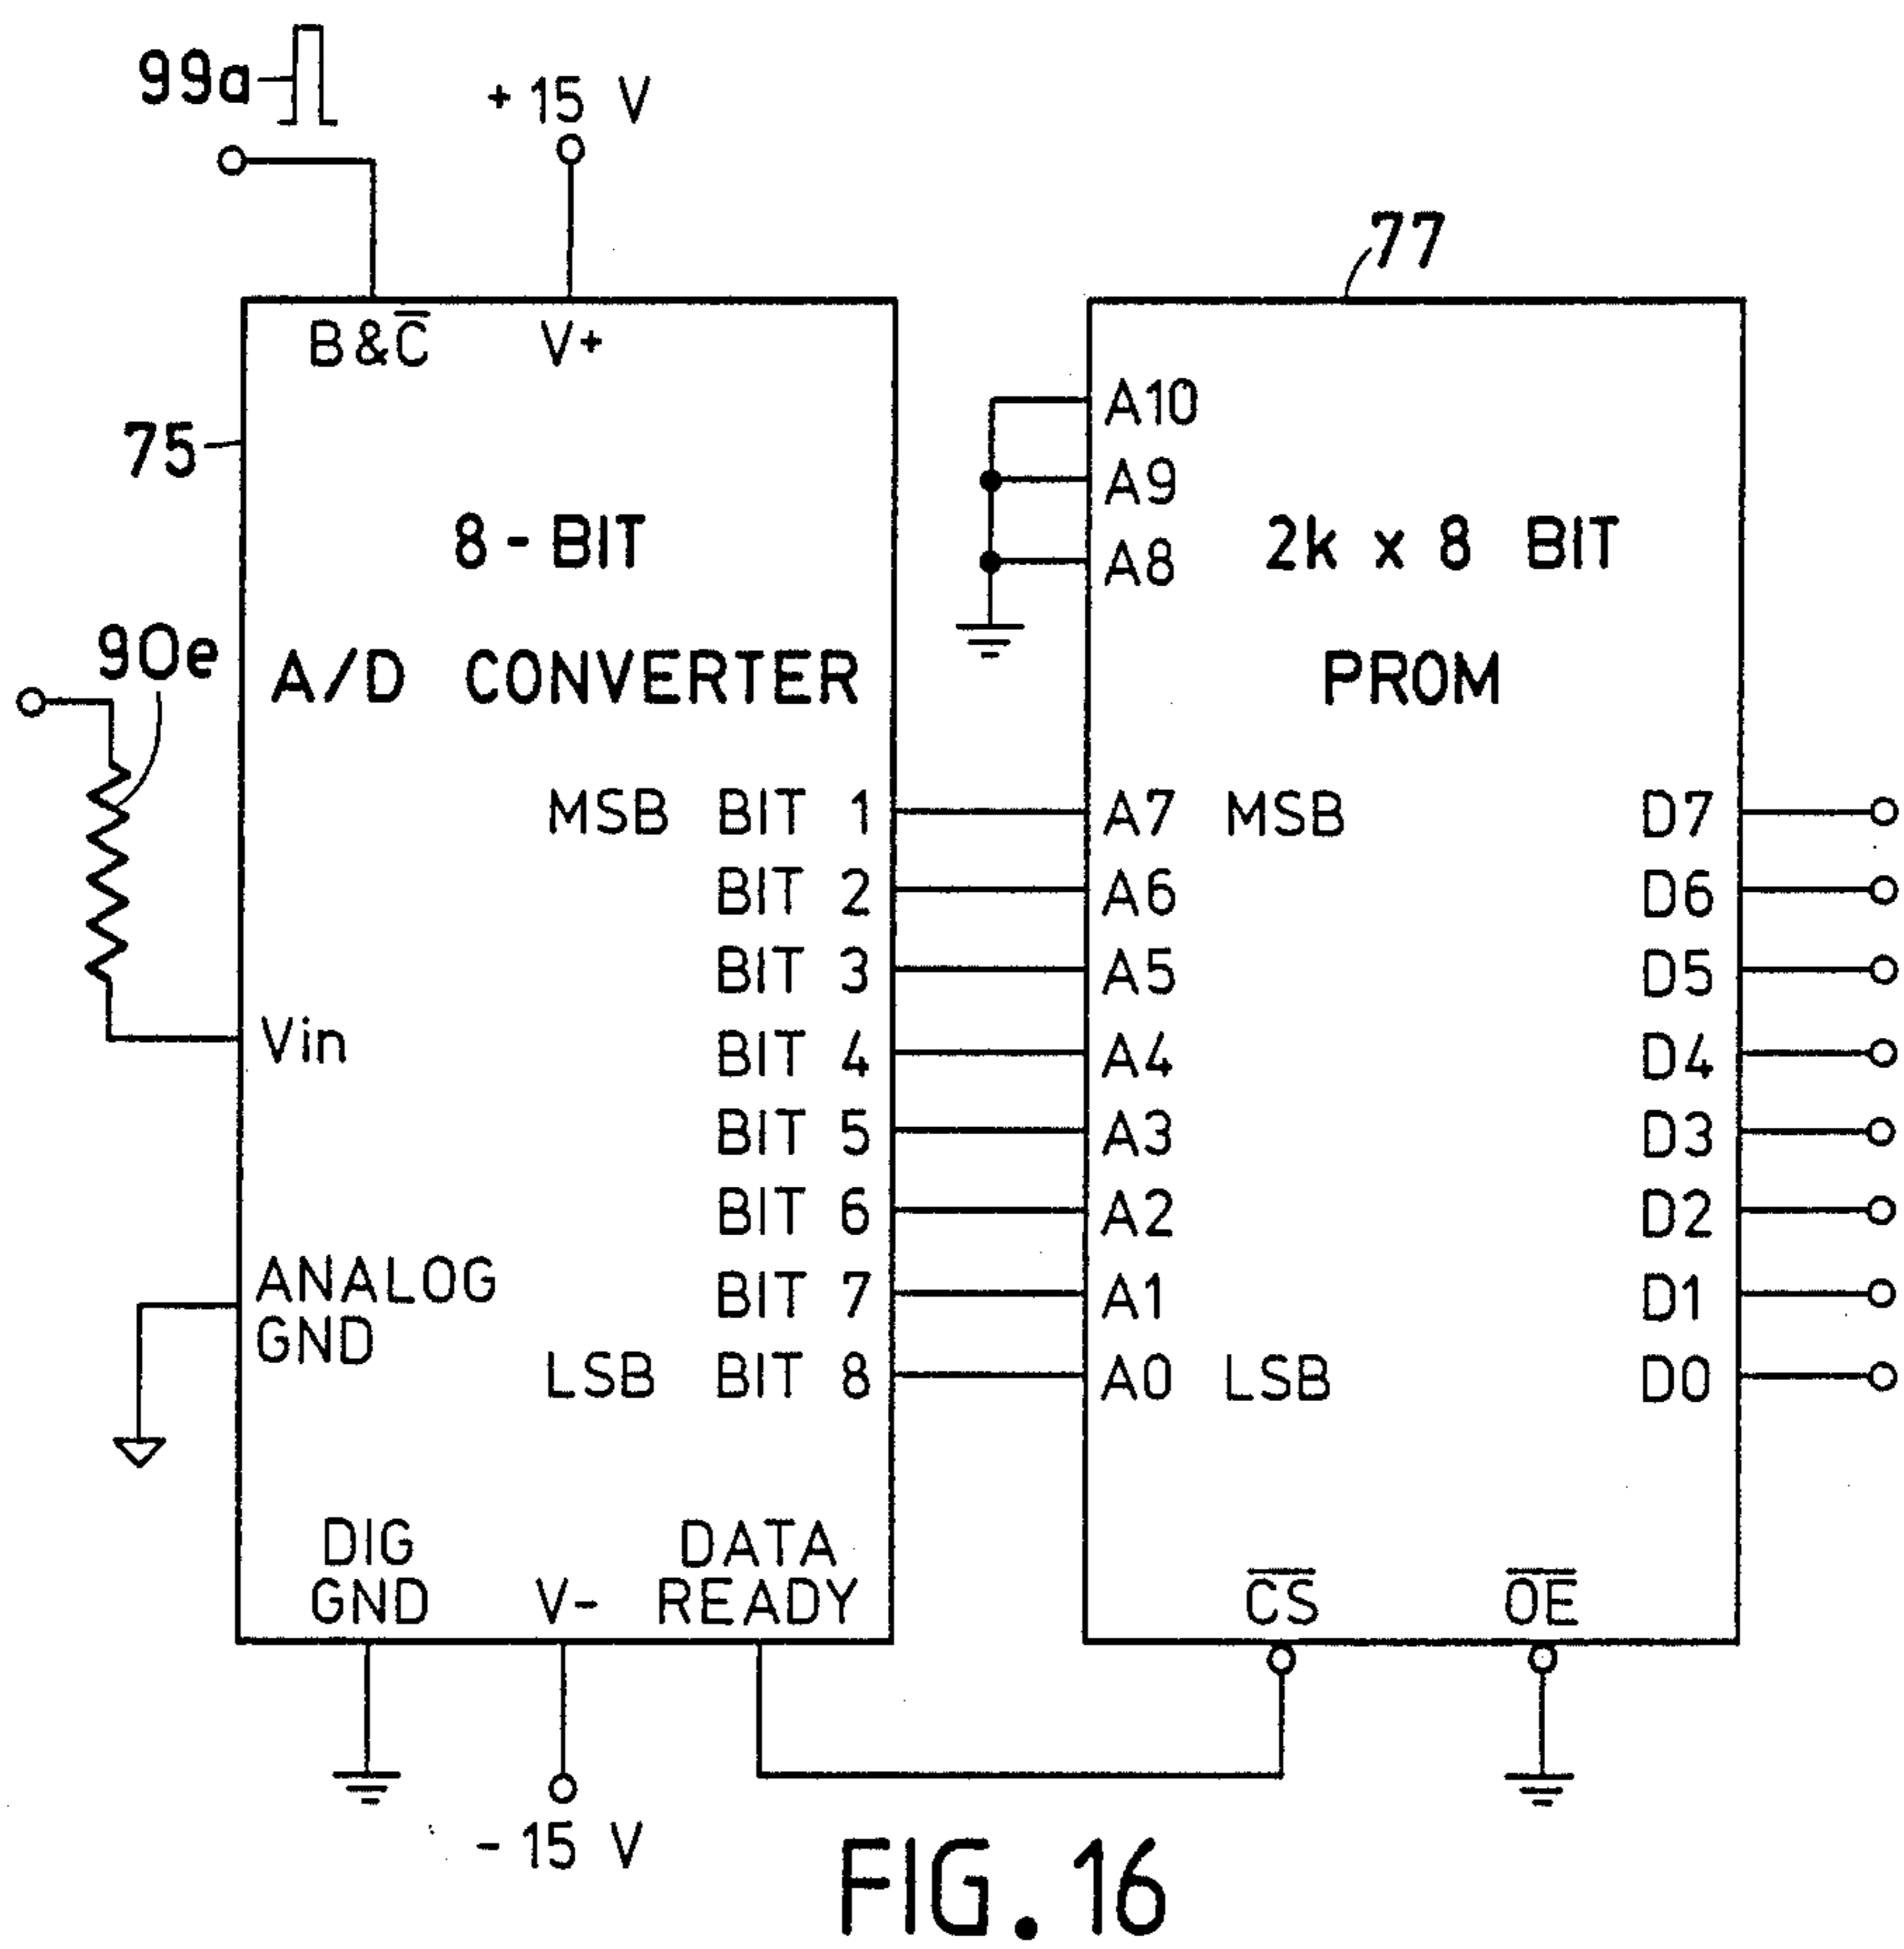 99a
+15 V
77
B&C̅ V+
A10
75
A9
8-BIT
A8
2k x 8 BIT
90e
A/D CONVERTER
PROM
MSB BIT 1
A7 MSB
D7
BIT 2
A6
D6
BIT 3
A5
D5
Vin
BIT 4
A4
D4
BIT 5
A3
D3
BIT 6
A2
D2
ANALOG
GND
BIT 7
A1
D1
LSB BIT 8
A0 LSB
D0
DIG
GND
V-
DATA
READY
C̅S̅
O̅E̅
-15 V
FIG. 16